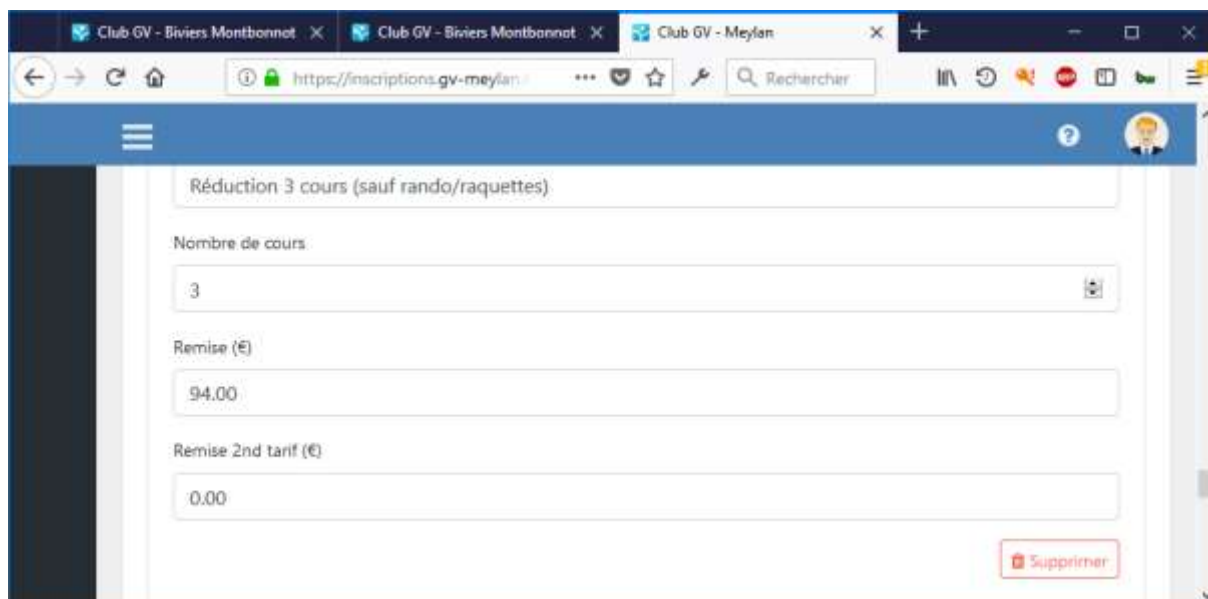 Club GV - Biviers Montbonnot
Club GV - Biviers Montbonnot
Club GV - Meylan
https://inscriptions.gv-meylan
Rechercher
Réduction 3 cours (sauf rando/raquettes)
Nombre de cours
3
Remise (€)
94.00
Remise 2nd tarif (€)
0.00
Supprimer